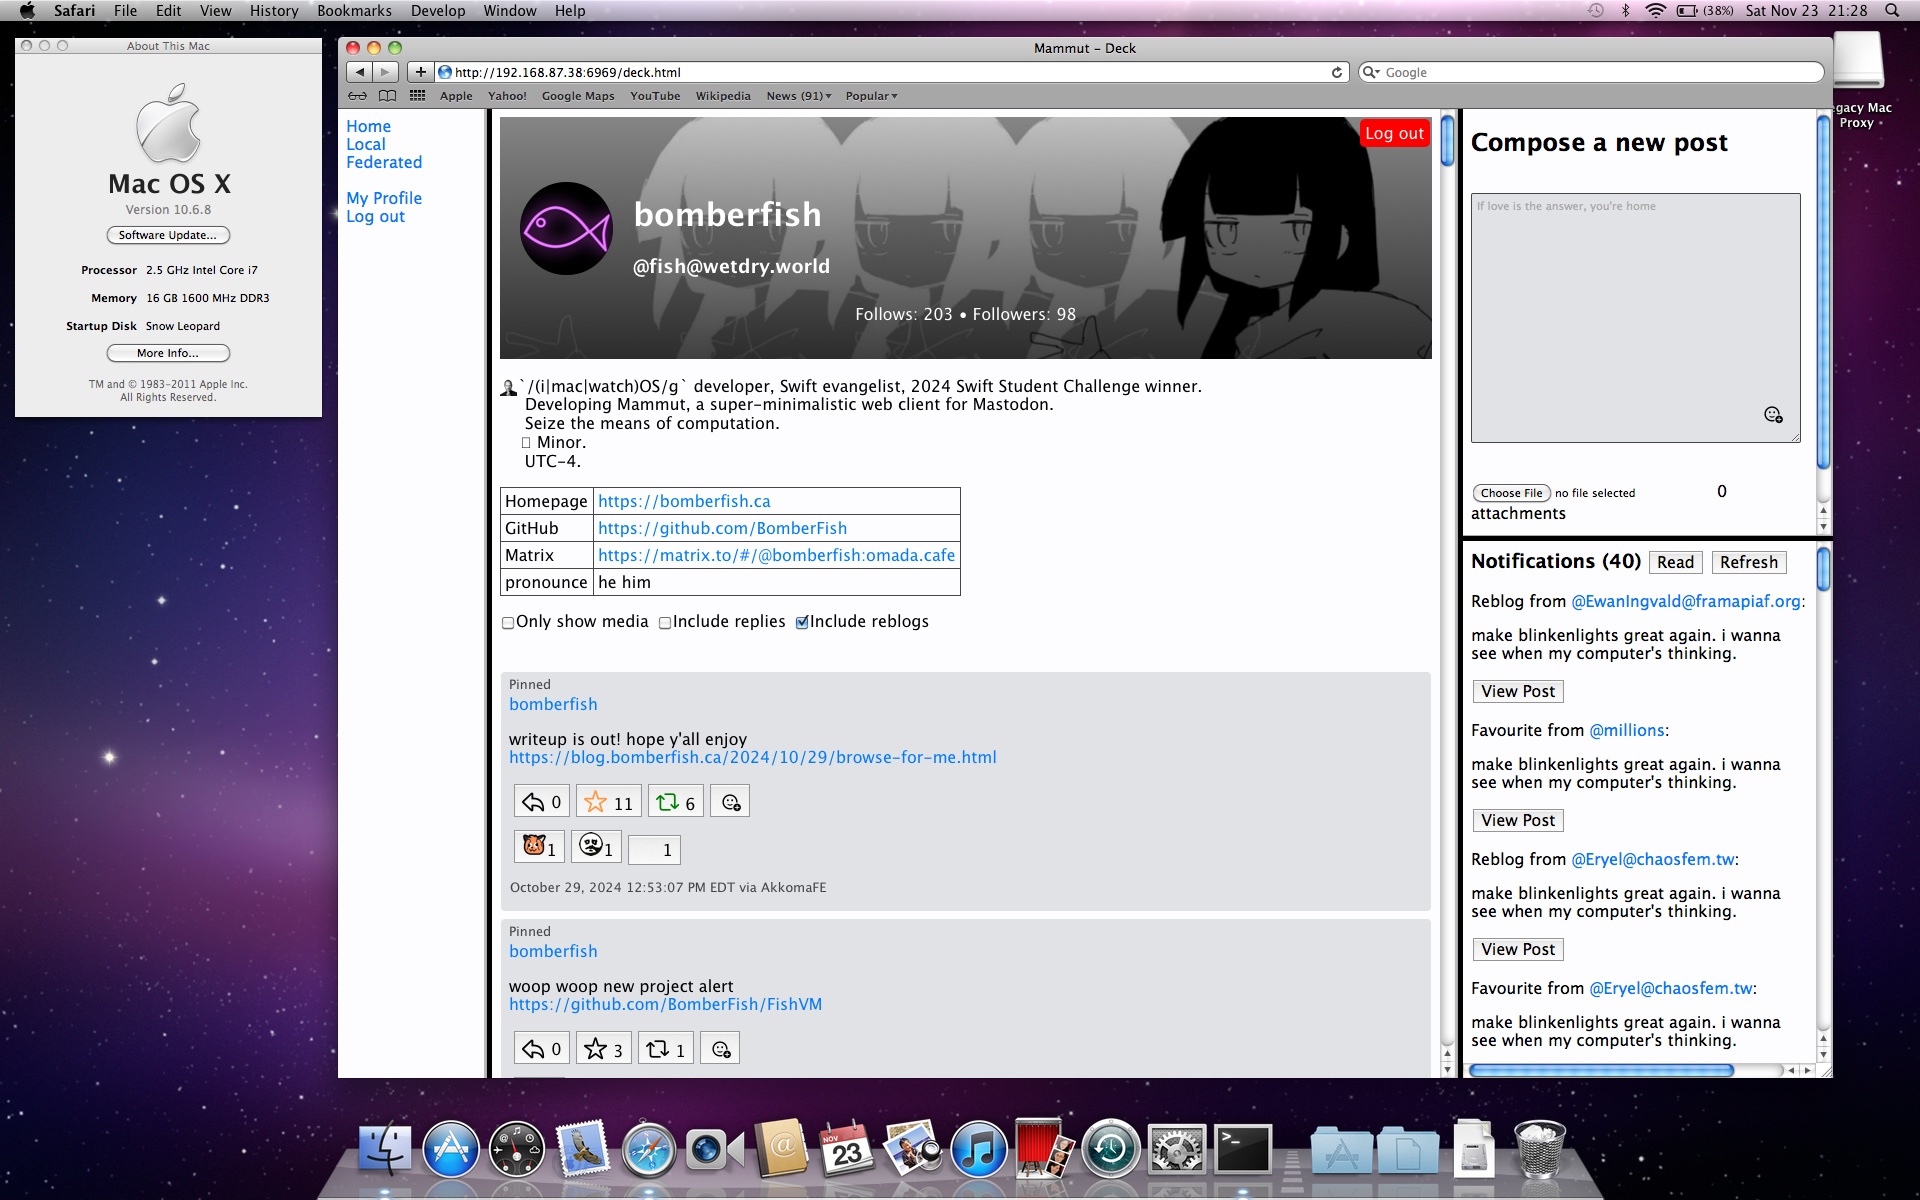 Safari File Edit View History Bookmarks Develop Window Help
(38%) Sat Nov 23 21:28
About This Mac
Mac OS X
Version 10.6.8
Software Update...
Processor 2.5 GHz Intel Core i7
Memory 16 GB 1600 MHz DDR3
Startup Disk Snow Leopard
More Info...
TM and © 1983-2011 Apple Inc.
All Rights Reserved.
Mammut - Deck
http://192.168.87.38:6969/deck.html
Google
Apple Yahoo! Google Maps YouTube Wikipedia News (91) Popular
Home
Local
Federated
My Profile
Log out
Log out
bomberfish
@fish@wetdry.world
Follows: 203 • Followers: 98
`/(i|mac|watch)OS/g` developer, Swift evangelist, 2024 Swift Student Challenge winner.
Developing Mammut, a super-minimalistic web client for Mastodon.
Seize the means of computation.
Minor.
UTC-4.
Homepage https://bomberfish.ca
GitHub https://github.com/BomberFish
Matrix https://matrix.to/#/@bomberfish:omada.cafe
pronounce he him
Only show media Include replies Include reblogs
Pinned
bomberfish
writeup is out! hope y'all enjoy
https://blog.bomberfish.ca/2024/10/29/browse-for-me.html
0 11 6
1 1 1
October 29, 2024 12:53:07 PM EDT via AkkomaFE
Pinned
bomberfish
woop woop new project alert
https://github.com/BomberFish/FishVM
0 3 1
Compose a new post
If love is the answer, you're home
Choose File no file selected 0
attachments
Notifications (40) Read Refresh
Reblog from @EwanIngvald@framapiaf.org:
make blinkenlights great again. i wanna
see when my computer's thinking.
View Post
Favourite from @millions:
make blinkenlights great again. i wanna
see when my computer's thinking.
View Post
Reblog from @Eryel@chaosfem.tw:
make blinkenlights great again. i wanna
see when my computer's thinking.
View Post
Favourite from @Eryel@chaosfem.tw:
make blinkenlights great again. i wanna
see when my computer's thinking.
gacy Mac
Proxy
NOV
23